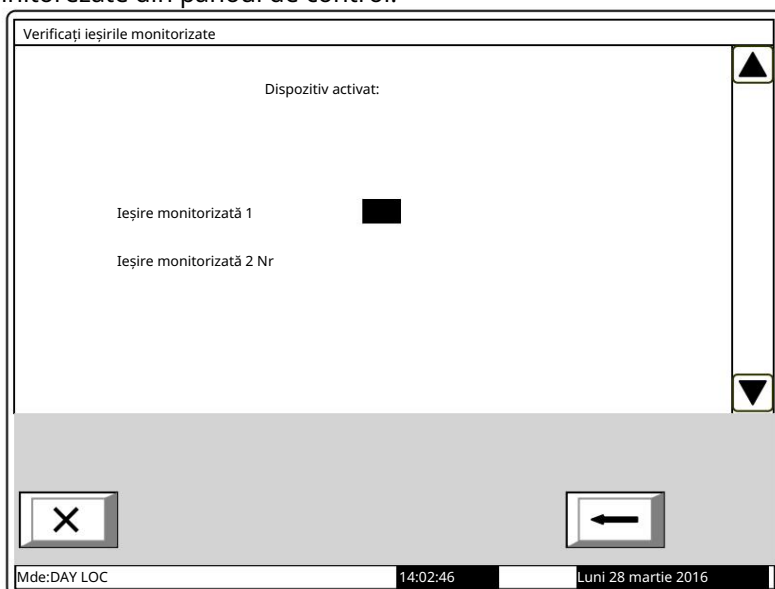 Verificați ieșirile monitorizate
Dispozitiv activat:
Ieșire monitorizată 1
Ieșire monitorizată 2 Nr
Mde:DAY LOC 14:02:46 Luni 28 martie 2016